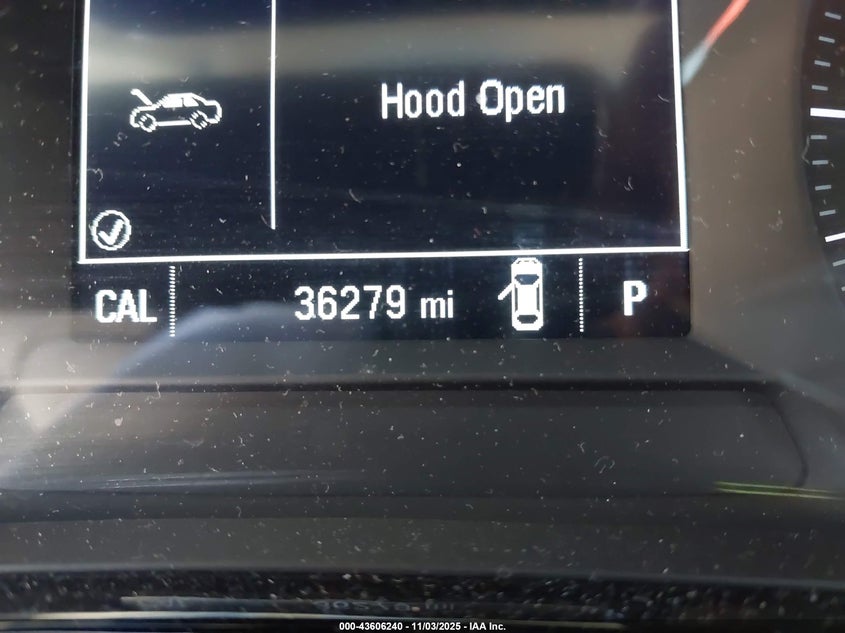 Hood Open
CAL 36279 mi P
000-43606240 - 11/03/2025 - IAA Inc.